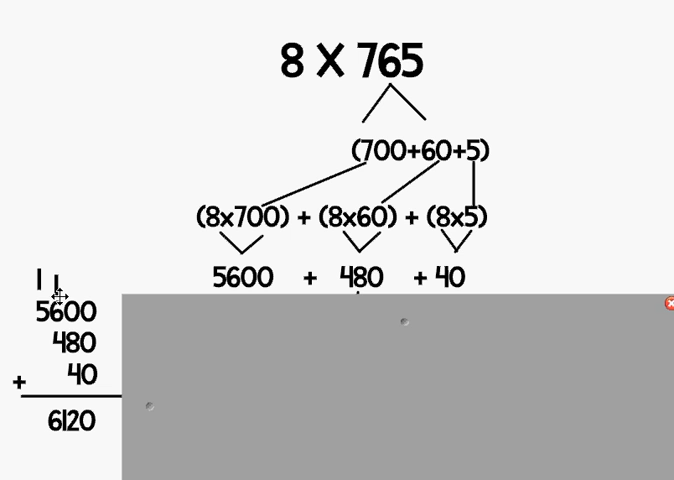 8 X 765
(700+60+5)
(8x700) + (8x60) + (8x5)
5600 + 480 + 40
1 1
5600
480
+ 40
6120